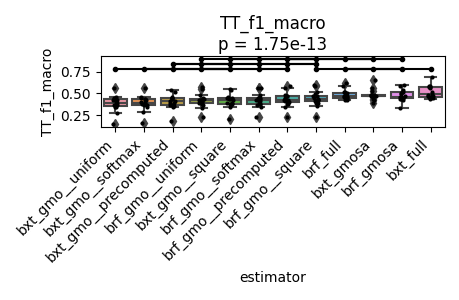 TT_f1_macro
p = 1.75e-13
TT_f1_macro
0.75
0.50
0.25
bxt_gmo__uniform
bxt_gmo__softmax
bxt_gmo__precomputed
brf_gmo__uniform
bxt_gmo__square
brf_gmo__softmax
brf_gmo__precomputed
brf_gmo__square
brf_full
bxt_gmosa
brf_gmosa
bxt_full
estimator